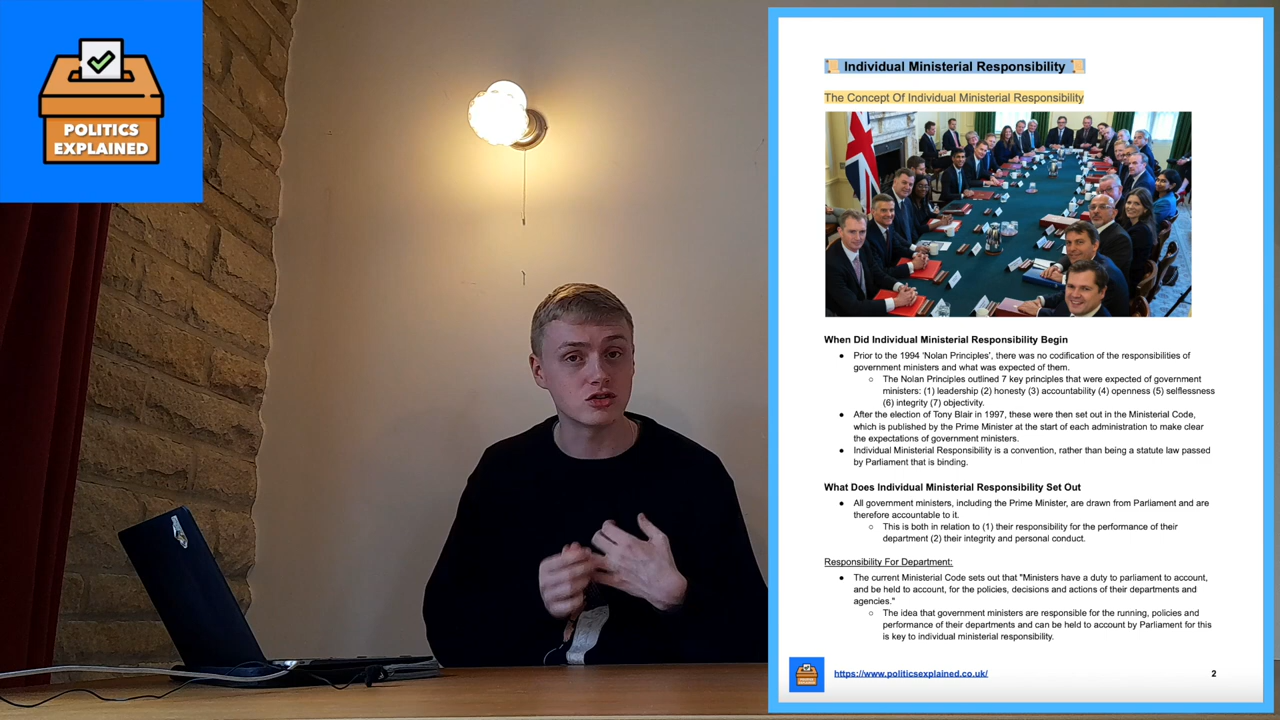 POLITICS
EXPLAINED
Individual Ministerial Responsibility
The Concept Of Individual Ministerial Responsibility
When Did Individual Ministerial Responsibility Begin
● Prior to the 1994 'Nolan Principles', there was no codification of the responsibilities of
government ministers and what was expected of them.
○ The Nolan Principles outlined 7 key principles that were expected of government
ministers: (1) leadership (2) honesty (3) accountability (4) openness (5) selflessness
(6) integrity (7) objectivity.
● After the election of Tony Blair in 1997, these were then set out in the Ministerial Code,
which is published by the Prime Minister at the start of each administration to make clear
the expectations of government ministers.
● Individual Ministerial Responsibility is a convention, rather than being a statute law passed
by Parliament that is binding.
What Does Individual Ministerial Responsibility Set Out
● All government ministers, including the Prime Minister, are drawn from Parliament and are
therefore accountable to it.
○ This is both in relation to (1) their responsibility for the performance of their
department (2) their integrity and personal conduct.
Responsibility For Department:
● The current Ministerial Code sets out that "Ministers have a duty to parliament to account,
and be held to account, for the policies, decisions and actions of their departments and
agencies."
○ The idea that government ministers are responsible for the running, policies and
performance of their departments and can be held to account by Parliament for this
is key to individual ministerial responsibility.
POLITICS
EXPLAINED
https://www.politicsexplained.co.uk/
2